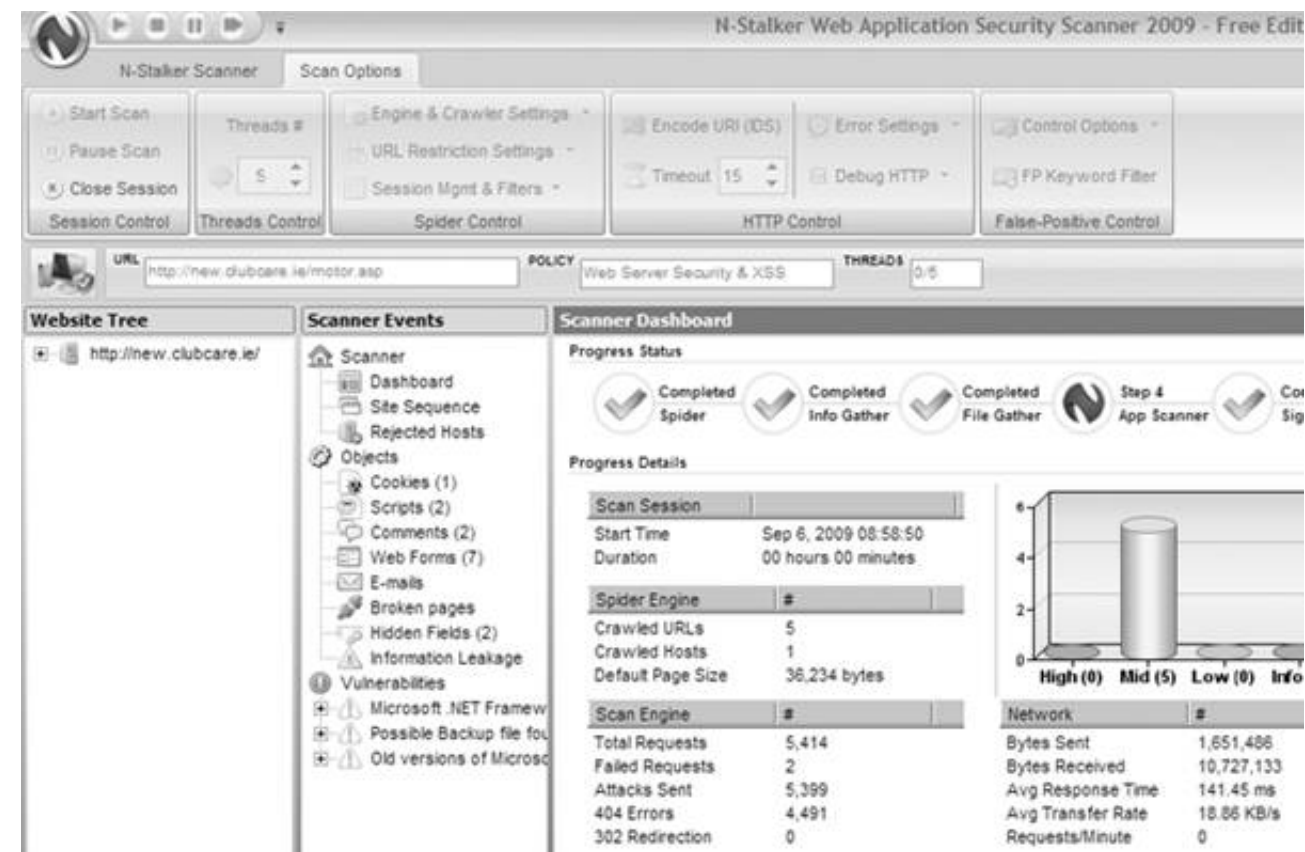 N-Stalker Web Application Security Scanner 2009 - Free Edit
N-Stalker Scanner Scan Options
Start Scan
Pause Scan
Close Session
Session Control
Threads #
5
Threads Control
Engine & Crawler Settings
URL Restriction Settings
Session Mgmt & Filters
Spider Control
Encode URI (IDS)
Timeout 15
Error Settings
Debug HTTP
HTTP Control
Control Options
FP Keyword Filter
False-Positive Control
URL http://new.clubcare.ie/motor.asp POLICY Web Server Security & XSS THREADS 0/5
Website Tree
http://new.clubcare.ie/
Scanner Events
Scanner
Dashboard
Site Sequence
Rejected Hosts
Objects
Cookies (1)
Scripts (2)
Comments (2)
Web Forms (7)
E-mails
Broken pages
Hidden Fields (2)
Information Leakage
Vulnerabilities
Microsoft .NET Framew
Possible Backup file fou
Old versions of Microsc
Scanner Dashboard
Progress Status
Completed
Spider
Completed
Info Gather
Completed
File Gather
Step 4
App Scanner
Co
Sig
Progress Details
Scan Session
Start Time Sep 6, 2009 08:58:50
Duration 00 hours 00 minutes
Spider Engine #
Crawled URLs 5
Crawled Hosts 1
Default Page Size 36,234 bytes
Scan Engine #
Total Requests 5,414
Failed Requests 2
Attacks Sent 5,399
404 Errors 4,491
302 Redirection 0
6
4
2
0
High (0) Mid (5) Low (0) Info
Network #
Bytes Sent 1,651,486
Bytes Received 10,727,133
Avg Response Time 141.45 ms
Avg Transfer Rate 18.86 KB/s
Requests/Minute 0